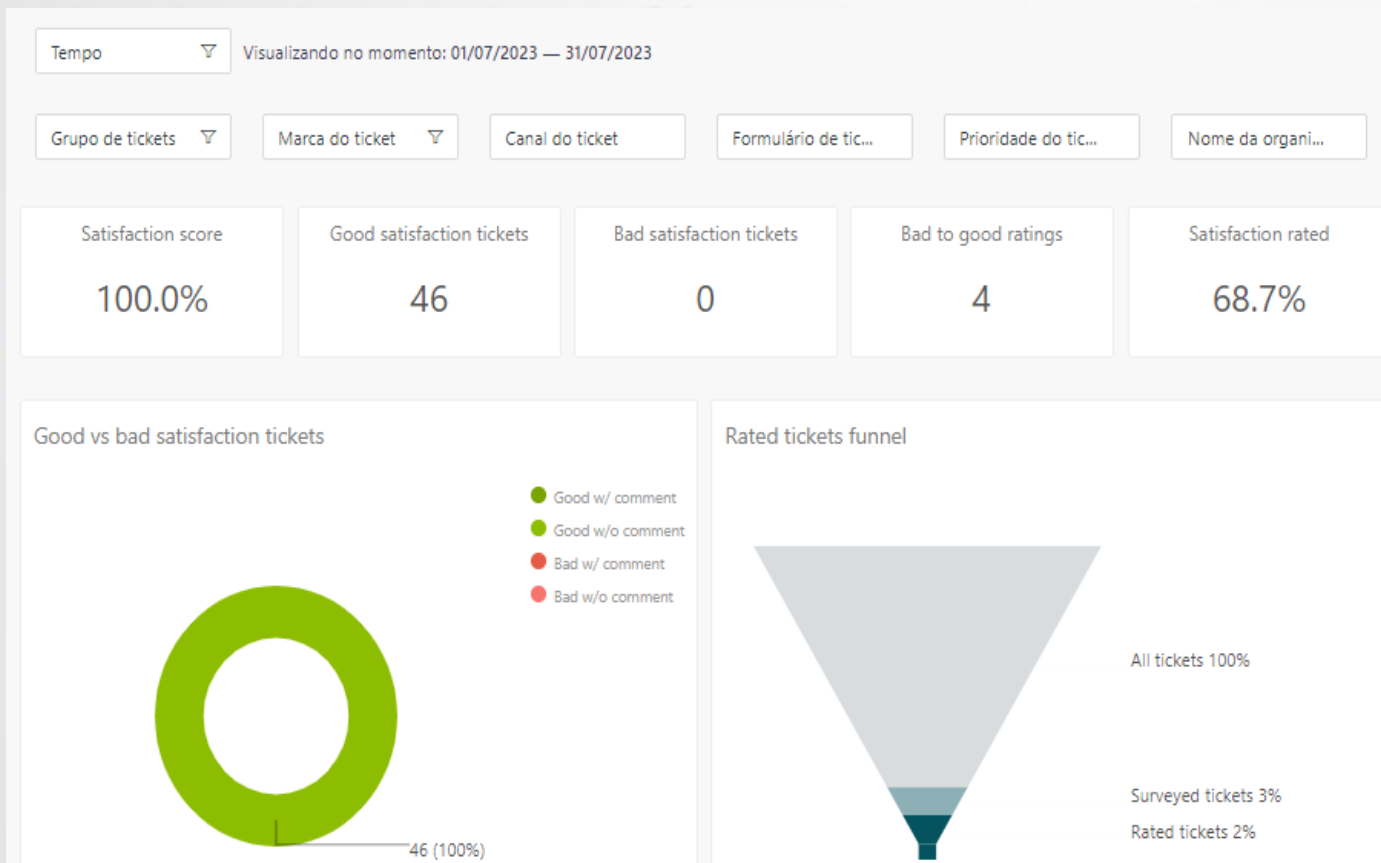 Tempo
Visualizando no momento: 01/07/2023 — 31/07/2023
Grupo de tickets
Marca do ticket
Canal do ticket
Formulário de tic...
Prioridade do tic...
Nome da organi...
Satisfaction score
100.0%
Good satisfaction tickets
46
Bad satisfaction tickets
0
Bad to good ratings
4
Satisfaction rated
68.7%
Good vs bad satisfaction tickets
Good w/ comment
Good w/o comment
Bad w/ comment
Bad w/o comment
46 (100%)
Rated tickets funnel
All tickets 100%
Surveyed tickets 3%
Rated tickets 2%